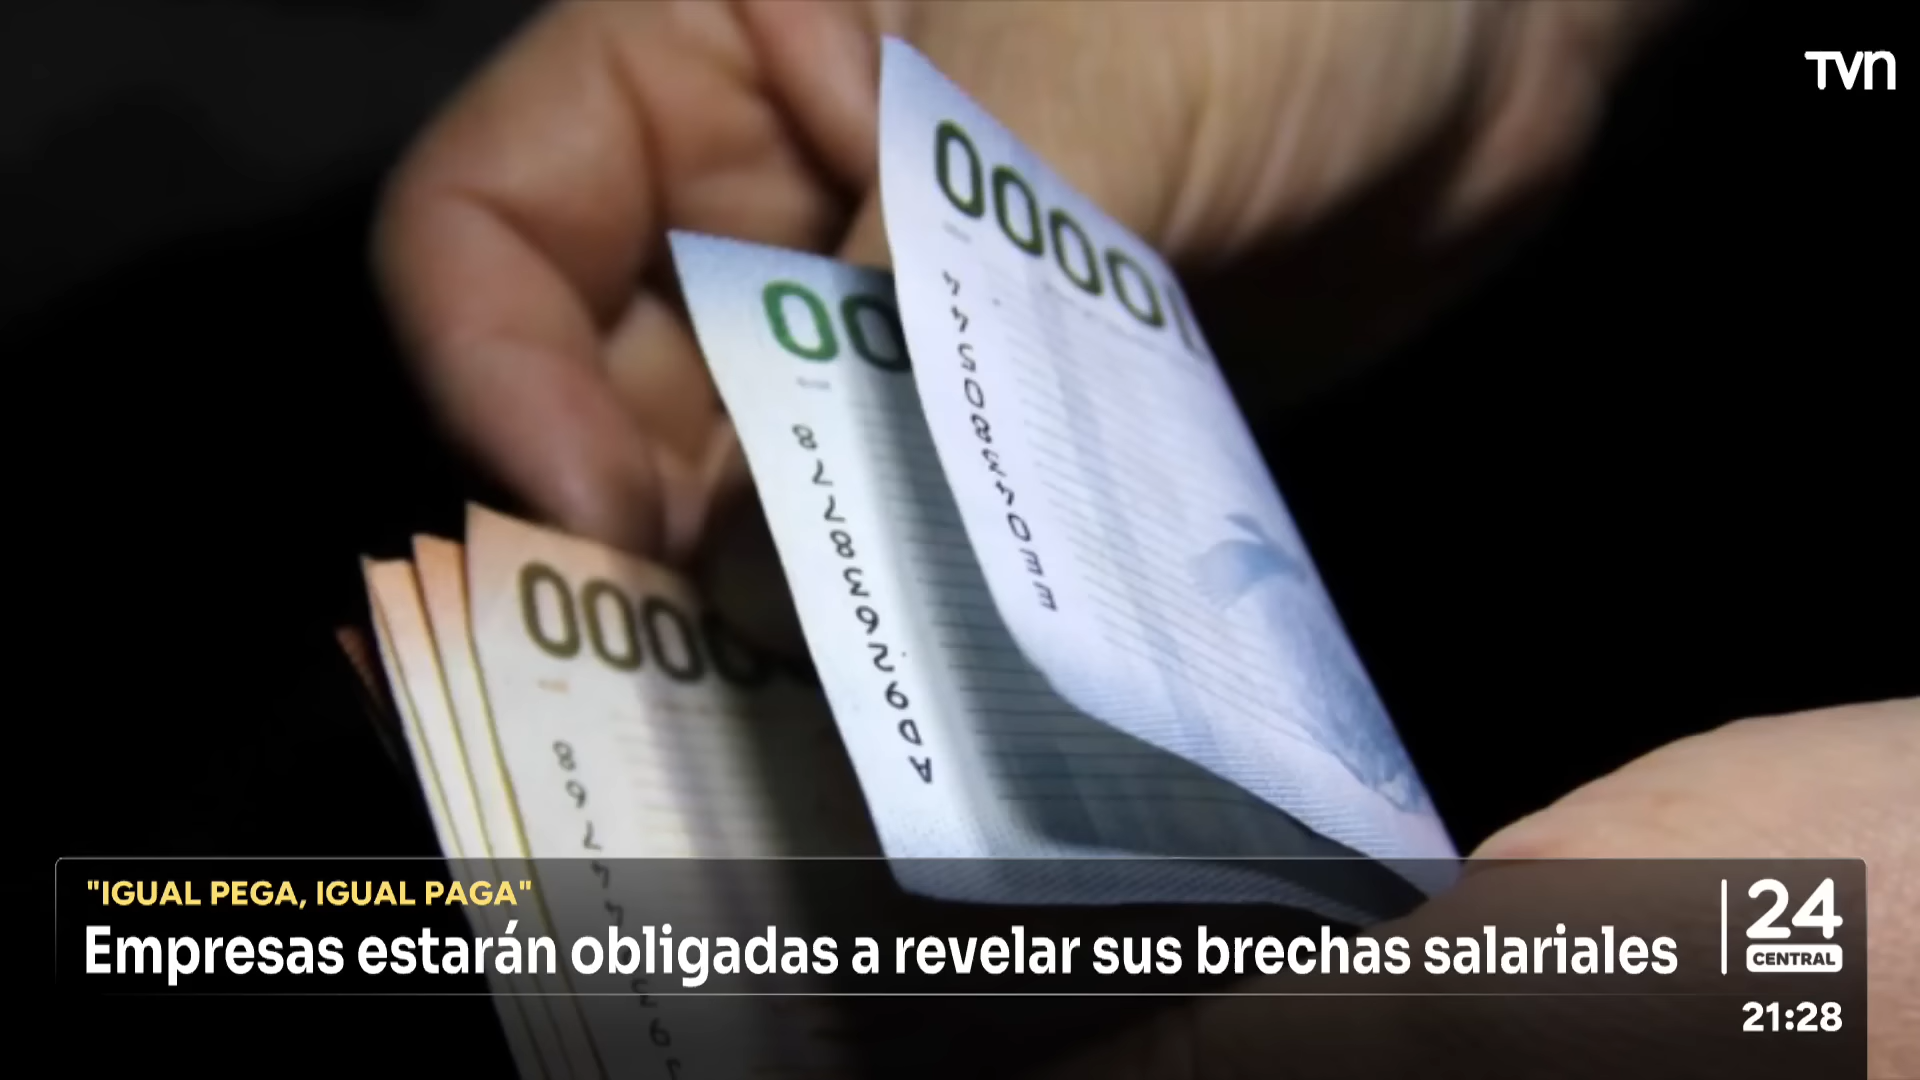 TVN
"IGUAL PEGA, IGUAL PAGA"
Empresas estarán obligadas a revelar sus brechas salariales
24
CENTRAL
21:28